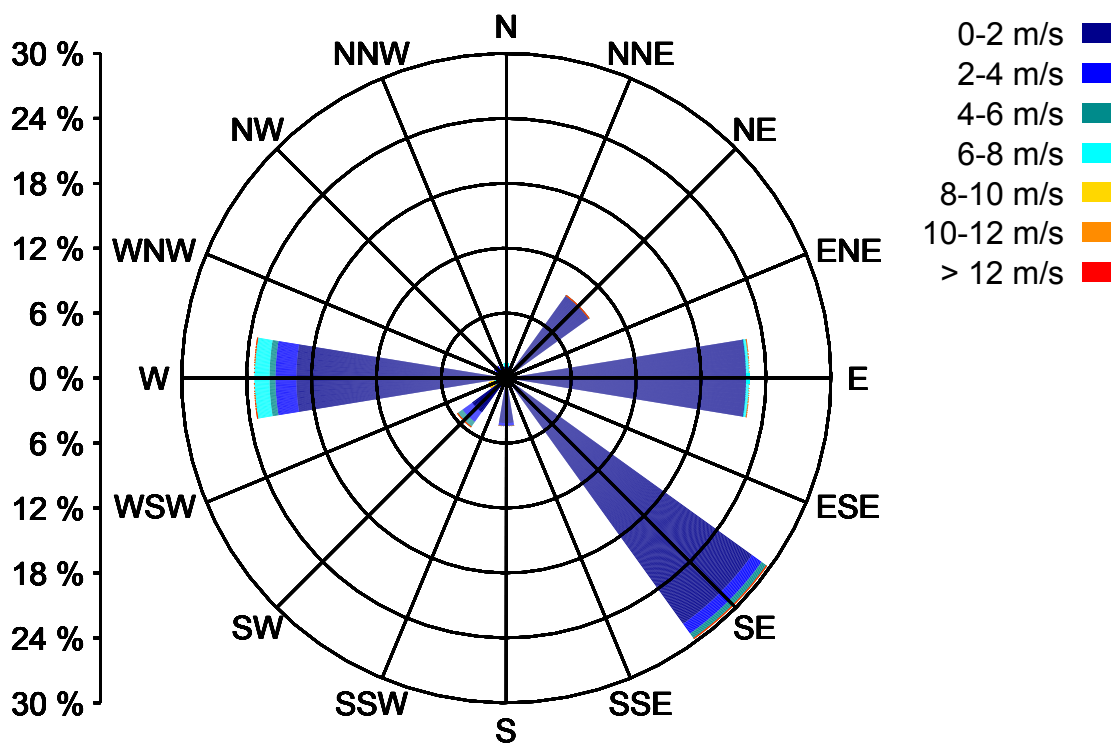 N
30 %
NNW
NNE
24 %
NW
NE
18 %
12 %
WNW
ENE
6 %
0 %
W
E
6 %
12 %
WSW
ESE
18 %
24 %
SW
SE
30 %
SSW
SSE
S
0-2 m/s
2-4 m/s
4-6 m/s
6-8 m/s
8-10 m/s
10-12 m/s
> 12 m/s